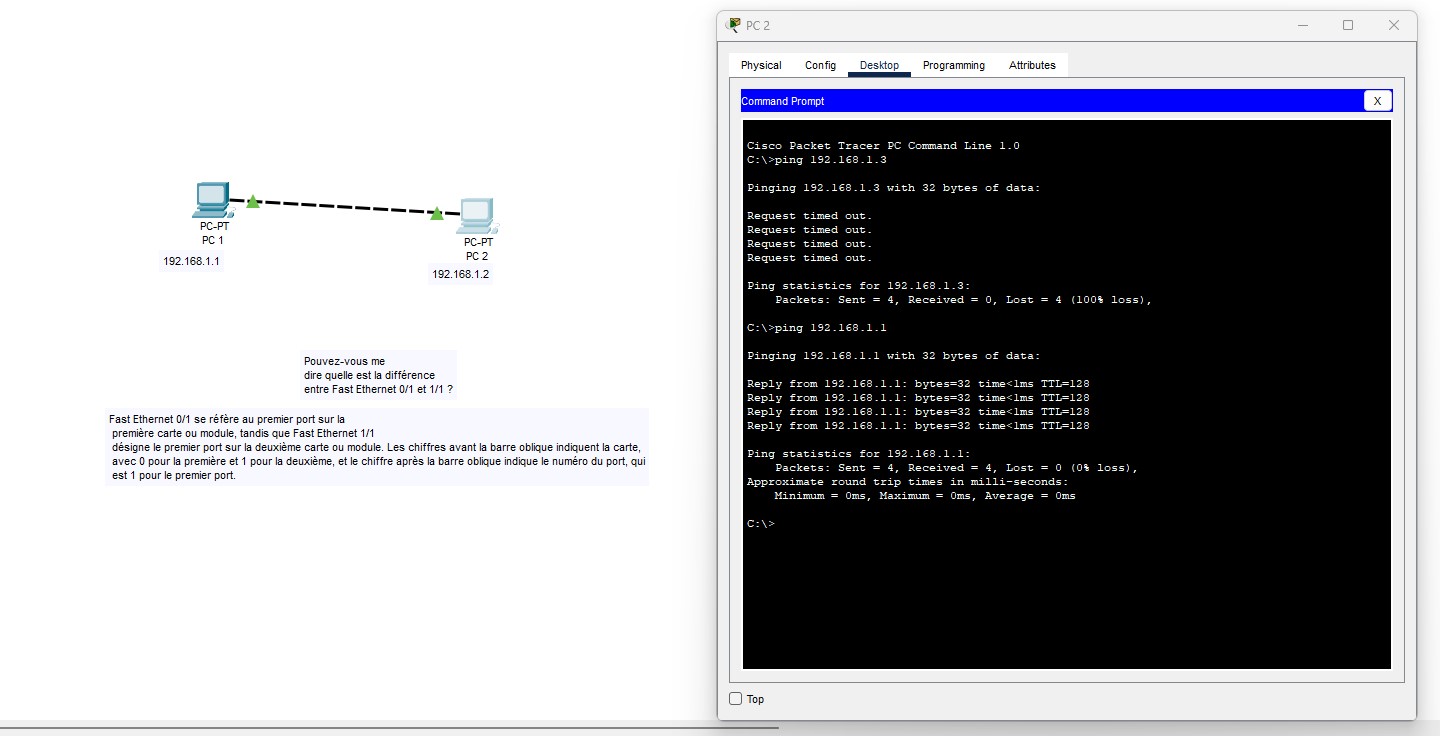 PC-PT
PC 1
192.168.1.1
PC-PT
PC 2
192.168.1.2
Pouvez-vous me
dire quelle est la différence
entre Fast Ethernet 0/1 et 1/1 ?
Fast Ethernet 0/1 se réfère au premier port sur la
première carte ou module, tandis que Fast Ethernet 1/1
désigne le premier port sur la deuxième carte ou module. Les chiffres avant la barre oblique indiquent la carte,
avec 0 pour la première et 1 pour la deuxième, et le chiffre après la barre oblique indique le numéro du port, qui
est 1 pour le premier port.
PC 2
Physical Config Desktop Programming Attributes
Command Prompt
X
Cisco Packet Tracer PC Command Line 1.0
C:\>ping 192.168.1.3
Pinging 192.168.1.3 with 32 bytes of data:
Request timed out.
Request timed out.
Request timed out.
Request timed out.
Ping statistics for 192.168.1.3:
Packets: Sent = 4, Received = 0, Lost = 4 (100% loss),
C:\>ping 192.168.1.1
Pinging 192.168.1.1 with 32 bytes of data:
Reply from 192.168.1.1: bytes=32 time<1ms TTL=128
Reply from 192.168.1.1: bytes=32 time<1ms TTL=128
Reply from 192.168.1.1: bytes=32 time<1ms TTL=128
Reply from 192.168.1.1: bytes=32 time<1ms TTL=128
Ping statistics for 192.168.1.1:
Packets: Sent = 4, Received = 4, Lost = 0 (0% loss),
Approximate round trip times in milli-seconds:
Minimum = 0ms, Maximum = 0ms, Average = 0ms
C:\>
Top